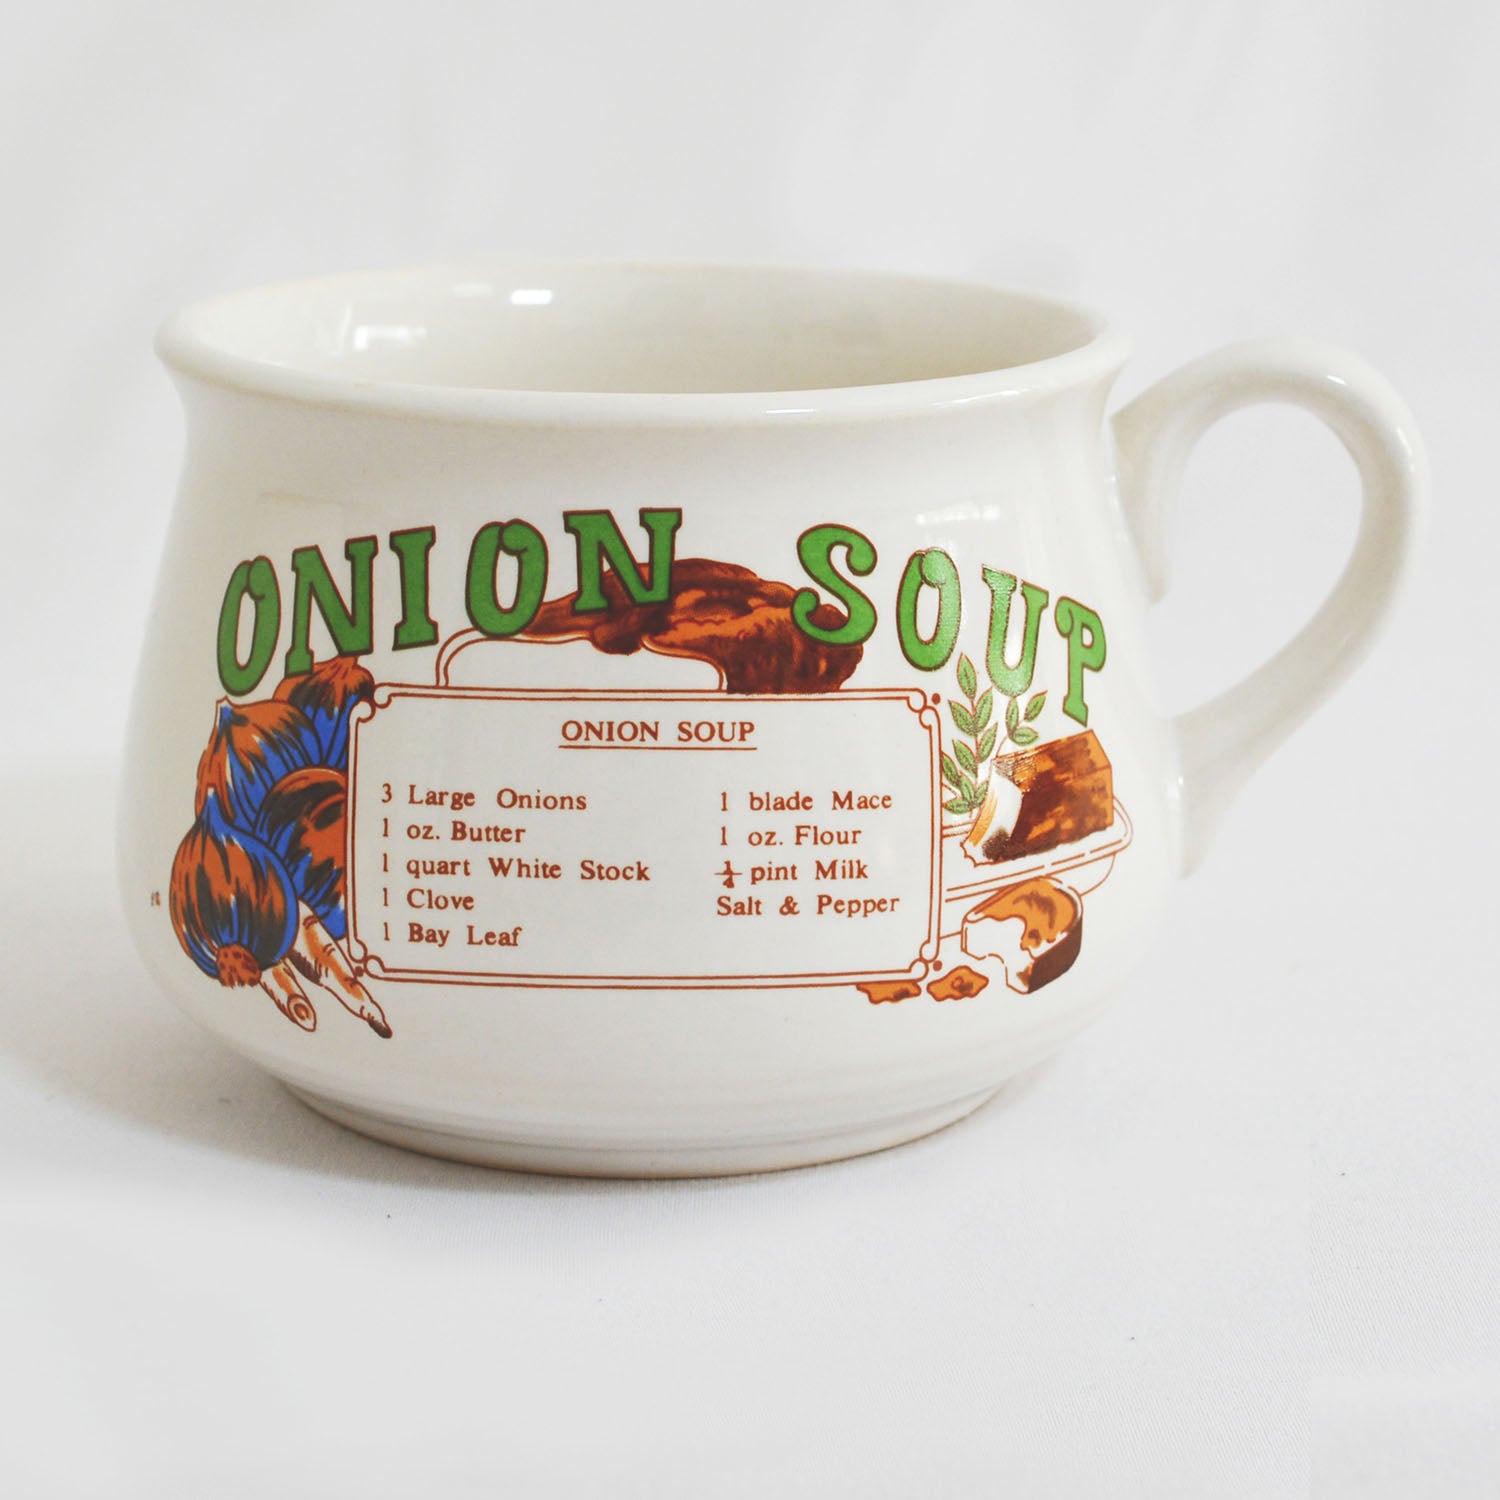 ONION SOUP
ONION SOUP
3 Large Onions
1 oz. Butter
1 quart White Stock
1 Clove
1 Bay Leaf
1 blade Mace
1 oz. Flour
¼ pint Milk
Salt & Pepper